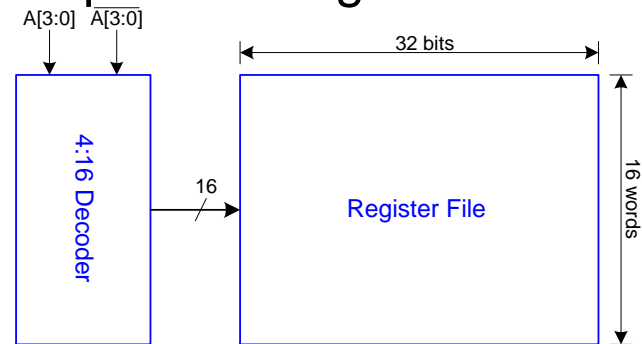 A[3:0] A̅[̅3̅:̅0̅]̅
32 bits
4:16 Decoder
16
Register File
16 words